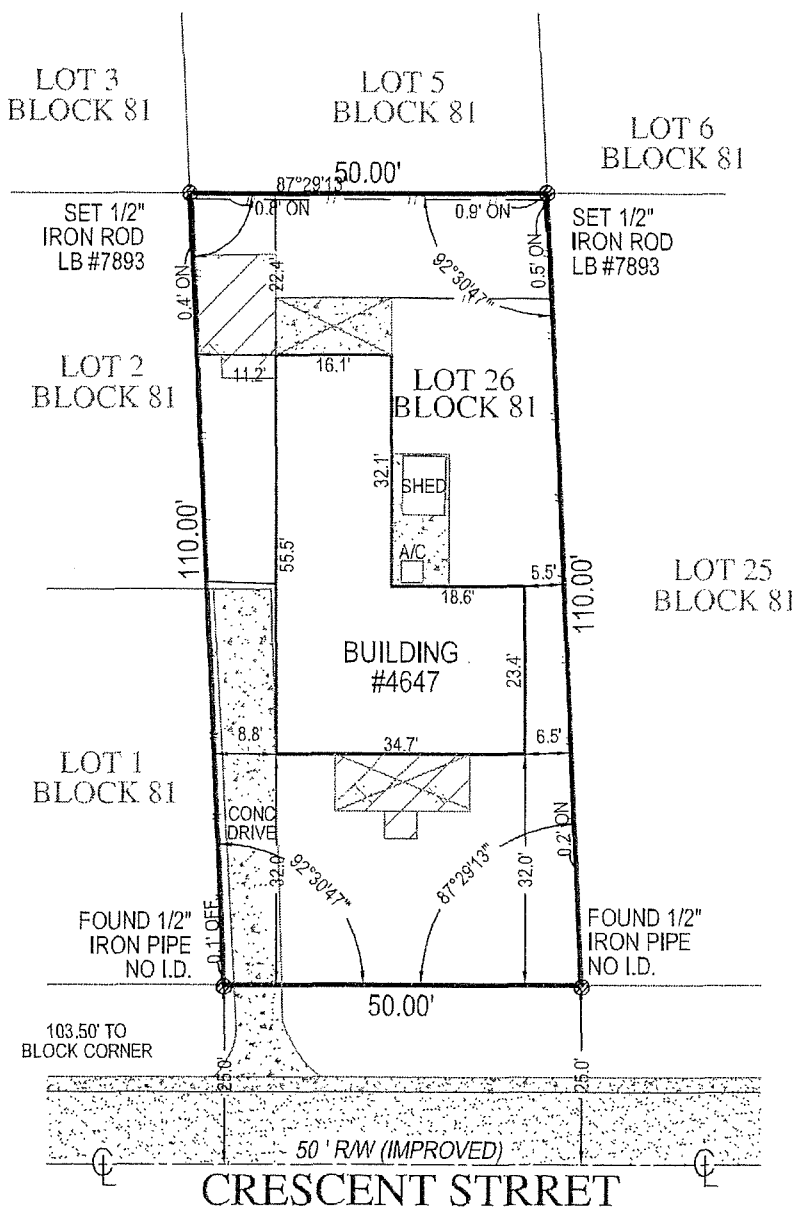 LOT 3
BLOCK 81
LOT 5
BLOCK 81
LOT 6
BLOCK 81
50.00'
87°29'13"
SET 1/2"
IRON ROD
LB #7893
0.8' ON
0.9' ON
SET 1/2"
IRON ROD
LB #7893
0.4' ON
22.4'
92°30'47"
0.5' ON
LOT 2
BLOCK 81
11.2'
16.1'
LOT 26
BLOCK 81
32.1'
SHED
110.00'
55.5'
A/C
5.5'
18.6'
110.00'
LOT 25
BLOCK 81
BUILDING
#4647
23.4'
8.8'
34.7'
6.5'
LOT 1
BLOCK 81
CONC
DRIVE
32.0'
92°30'47"
87°29'13"
32.0'
0.2' ON
FOUND 1/2"
IRON PIPE
NO I.D.
0.1' OFF
FOUND 1/2"
IRON PIPE
NO I.D.
50.00'
103.50' TO
BLOCK CORNER
25.0'
25.0'
50 ' R/W (IMPROVED)
CRESCENT STRRET